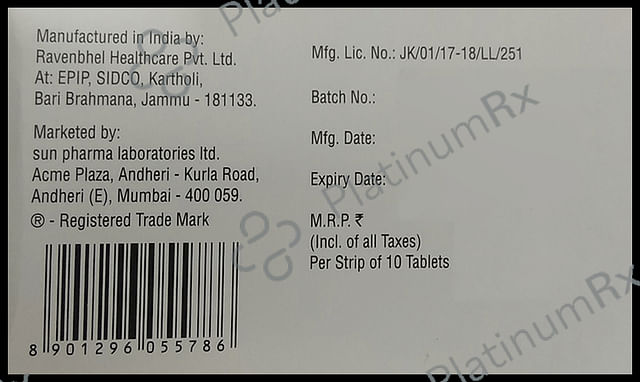 Manufactured in India by:
Ravenbhel Healthcare Pvt. Ltd.
At: EPIP, SIDCO, Kartholi,
Bari Brahmana, Jammu - 181133.
Marketed by:
sun pharma laboratories ltd.
Acme Plaza, Andheri - Kurla Road,
Andheri (E), Mumbai - 400 059.
® - Registered Trade Mark
8 901296 055786
Mfg. Lic. No.: JK/01/17-18/LL/251
Batch No.:
Mfg. Date:
Expiry Date:
M.R.P. ₹
(Incl. of all Taxes)
Per Strip of 10 Tablets
PlatinumRx
PlatinumRx